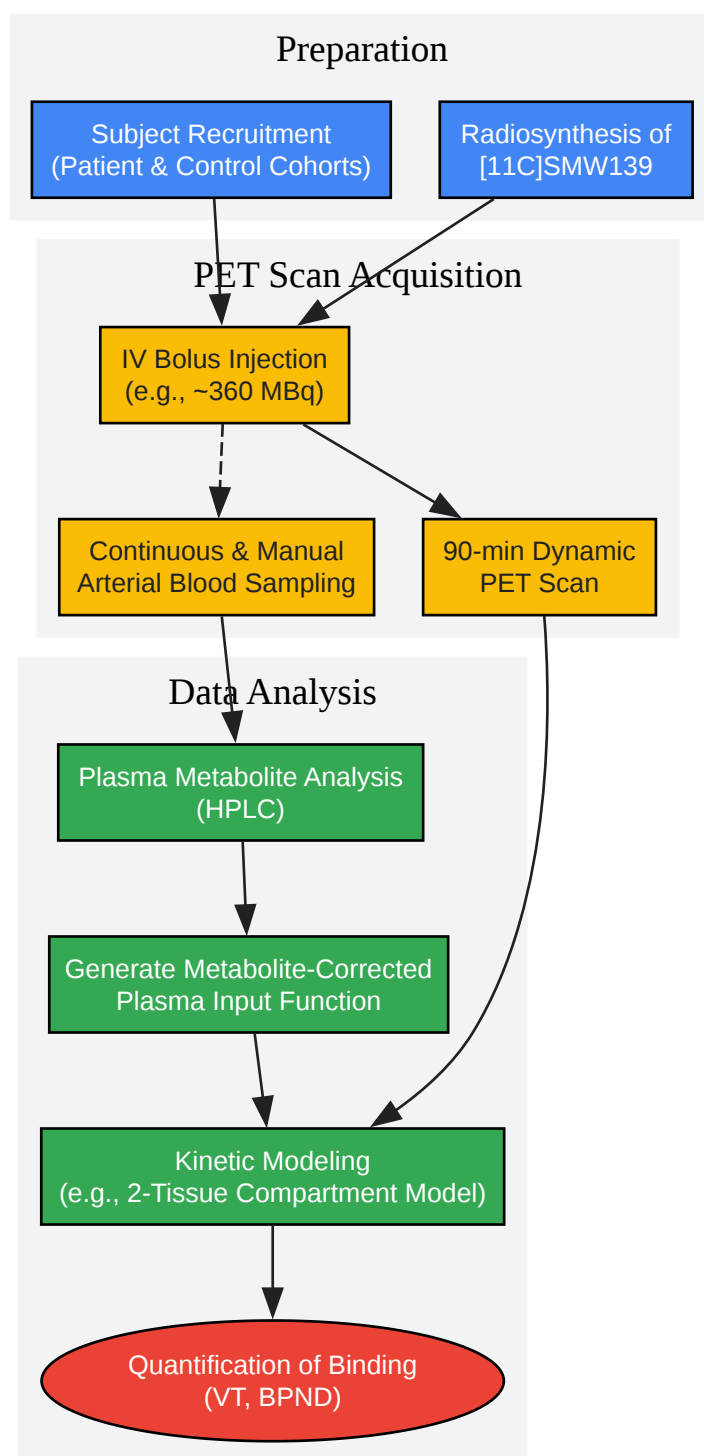 Preparation
Subject Recruitment
(Patient & Control Cohorts)
Radiosynthesis of
[11C]SMW139
PET Scan Acquisition
IV Bolus Injection
(e.g., ~360 MBq)
Continuous & Manual
Arterial Blood Sampling
90-min Dynamic
PET Scan
Data Analysis
Plasma Metabolite Analysis
(HPLC)
Generate Metabolite-Corrected
Plasma Input Function
Kinetic Modeling
(e.g., 2-Tissue Compartment Model)
Quantification of Binding
(VT, BPND)